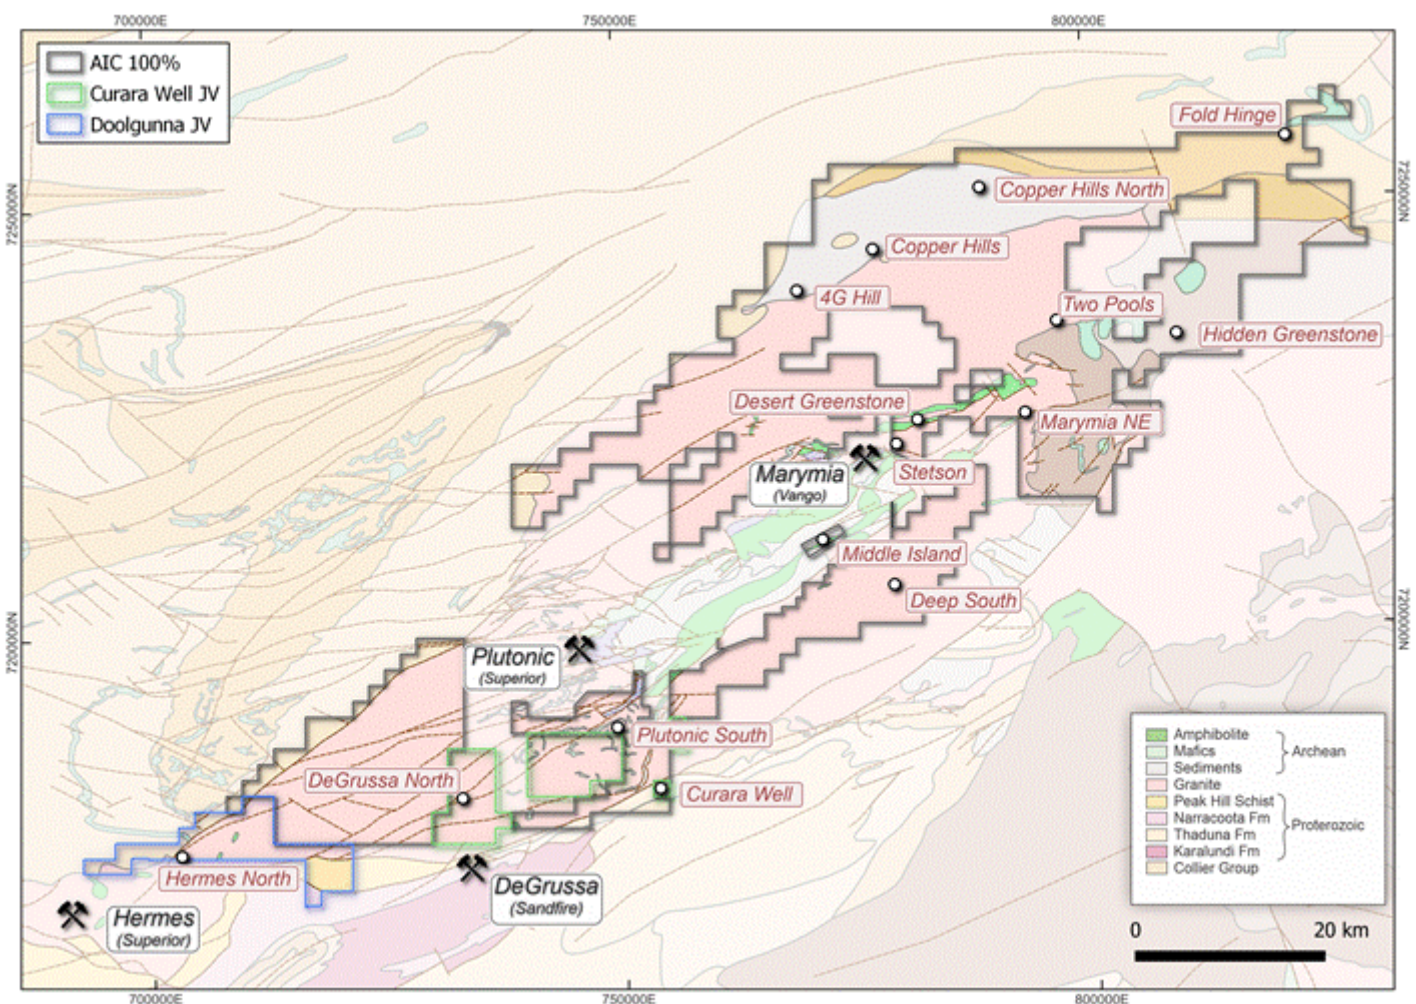 700000E
750000E
800000E
AIC 100%
Curara Well JV
Doolgunna JV
Fold Hinge
7250000N
7250000N
Copper Hills North
Copper Hills
4G Hill
Two Pools
Hidden Greenstone
Desert Greenstone
Marymia NE
Marymia
(Vango)
Stetson
Middle Island
Deep South
7200000N
7200000N
Plutonic
(Superior)
Plutonic South
DeGrussa North
Curara Well
Hermes North
DeGrussa
(Sandfire)
Hermes
(Superior)
Amphibolite
Mafics
Archean
Sediments
Granite
Peak Hill Schist
Narracoota Fm
Proterozoic
Thaduna Fm
Karalundi Fm
Collier Group
0 20 km
700000E
750000E
800000E